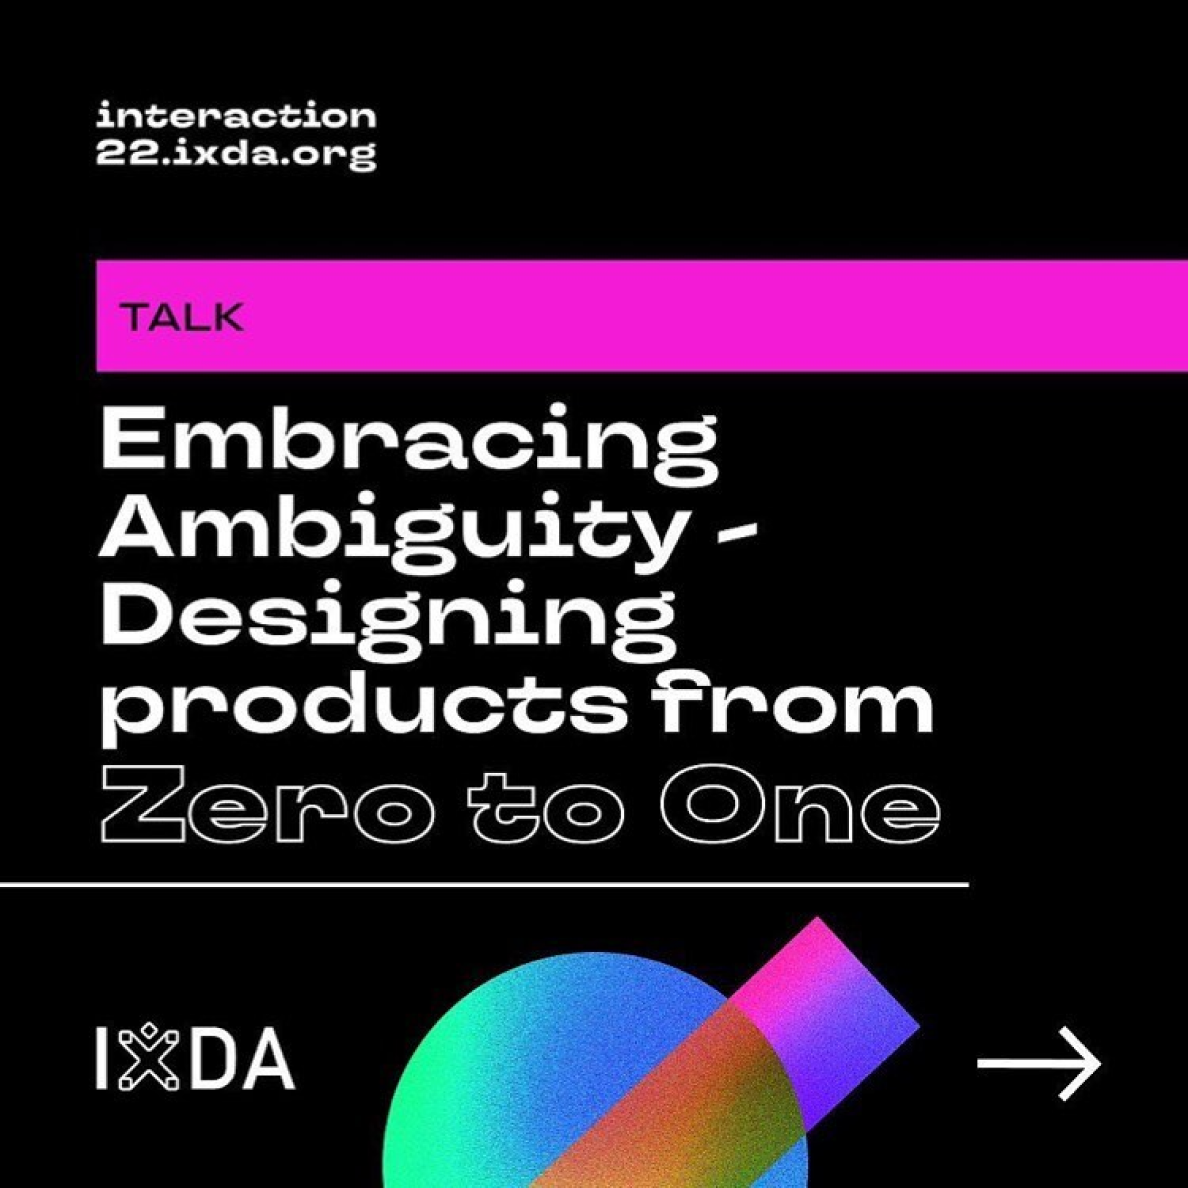 interaction
22.ixda.org
TALK
Embracing
Ambiguity -
Designing
products from
Zero to One
IXDA